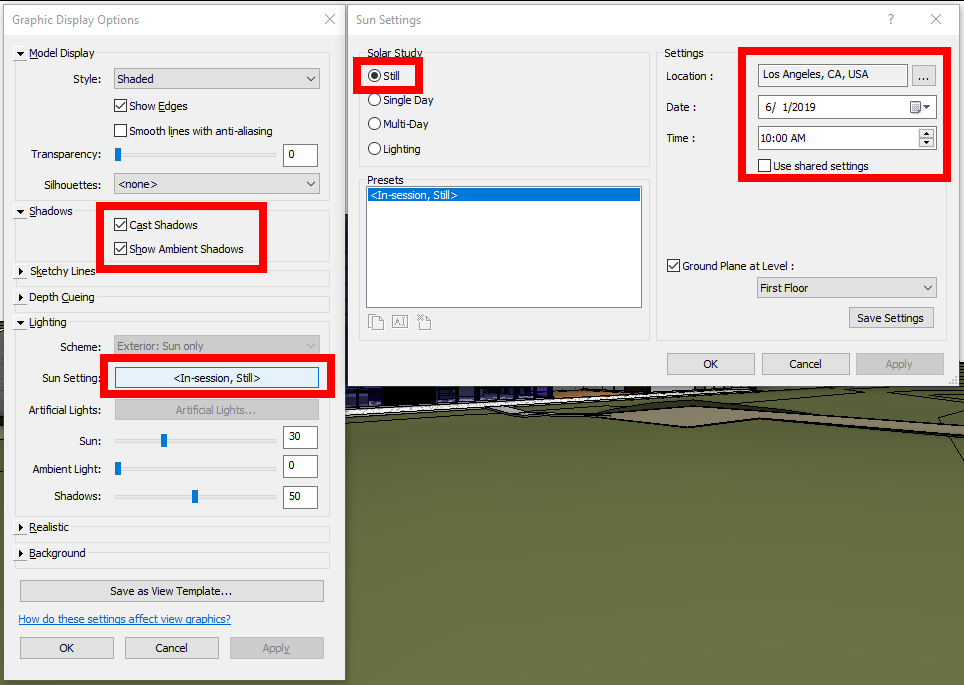 Graphic Display Options
Model Display
Style: Shaded
Show Edges
Smooth lines with anti-aliasing
Transparency: 0
Silhouettes: <none>
Shadows
Cast Shadows
Show Ambient Shadows
Sketchy Lines
Depth Cueing
Lighting
Scheme: Exterior: Sun only
Sun Setting: <In-session, Still>
Artificial Lights: Artificial Lights...
Sun: 30
Ambient Light: 0
Shadows: 50
Realistic
Background
Save as View Template...
How do these settings affect view graphics?
OK Cancel Apply
Sun Settings ?
Solar Study
Still
Single Day
Multi-Day
Lighting
Presets
<In-session, Still>
AI
Settings
Location : Los Angeles, CA, USA ...
Date : 6/ 1/2019
Time : 10:00 AM
Use shared settings
Ground Plane at Level :
First Floor
Save Settings
OK Cancel Apply